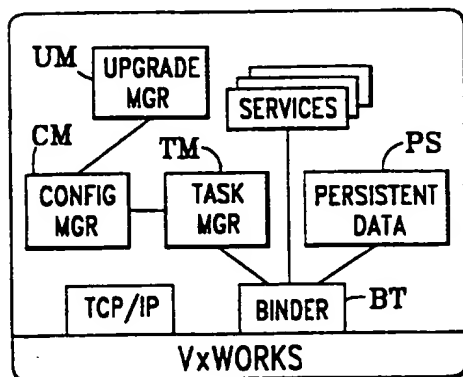 UM
UPGRADE
MGR
SERVICES
CM
TM
PS
CONFIG
MGR
TASK
MGR
PERSISTENT
DATA
TCP/IP
BINDER
BT
VxWORKS